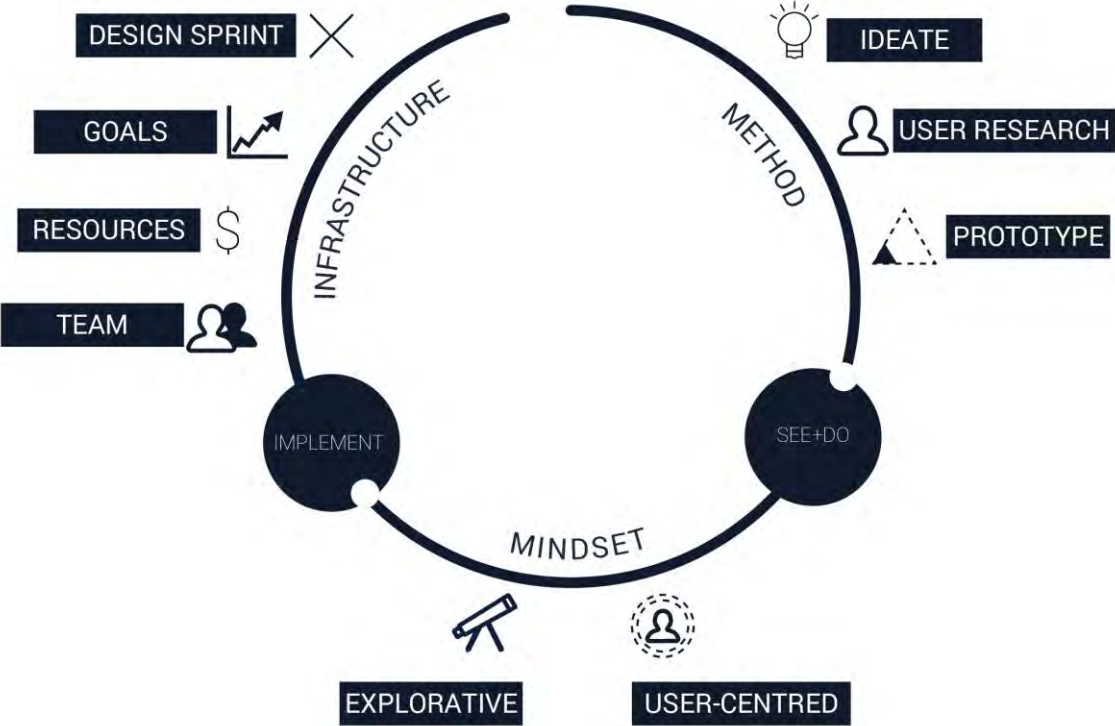 DESIGN SPRINT
GOALS
RESOURCES
$
TEAM
INFRASTRUCTURE
METHOD
IDEATE
USER RESEARCH
PROTOTYPE
IMPLEMENT
SEE+DO
MINDSET
EXPLORATIVE
USER-CENTRED